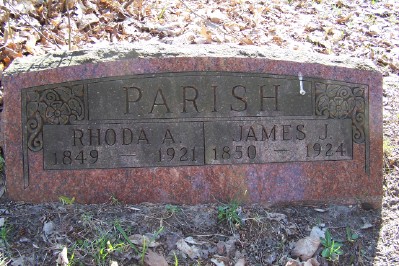 PARISH
RHODA A. JAMES J.
1849 — 1921 1850 — 1924